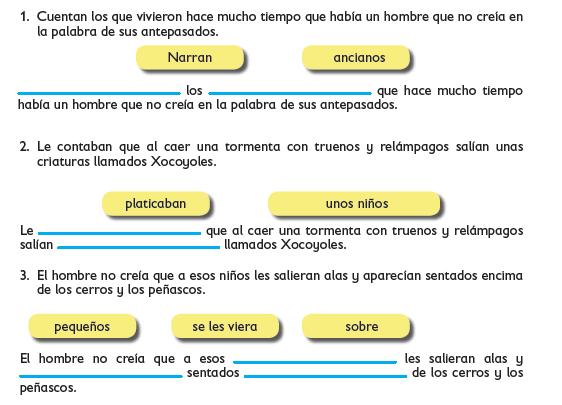 1. Cuentan los que vivieron hace mucho tiempo que había un hombre que no creía en
la palabra de sus antepasados.
Narran ancianos
los que hace mucho tiempo
había un hombre que no creía en la palabra de sus antepasados.
2. Le contaban que al caer una tormenta con truenos y relámpagos salían unas
criaturas llamados Xocoyoles.
platicaban unos niños
Le que al caer una tormenta con truenos y relámpagos
salían llamados Xocoyoles.
3. El hombre no creía que a esos niños les salieran alas y aparecían sentados encima
de los cerros y los peñascos.
pequeños se les viera sobre
El hombre no creía que a esos les salieran alas y
sentados de los cerros y los
peñascos.